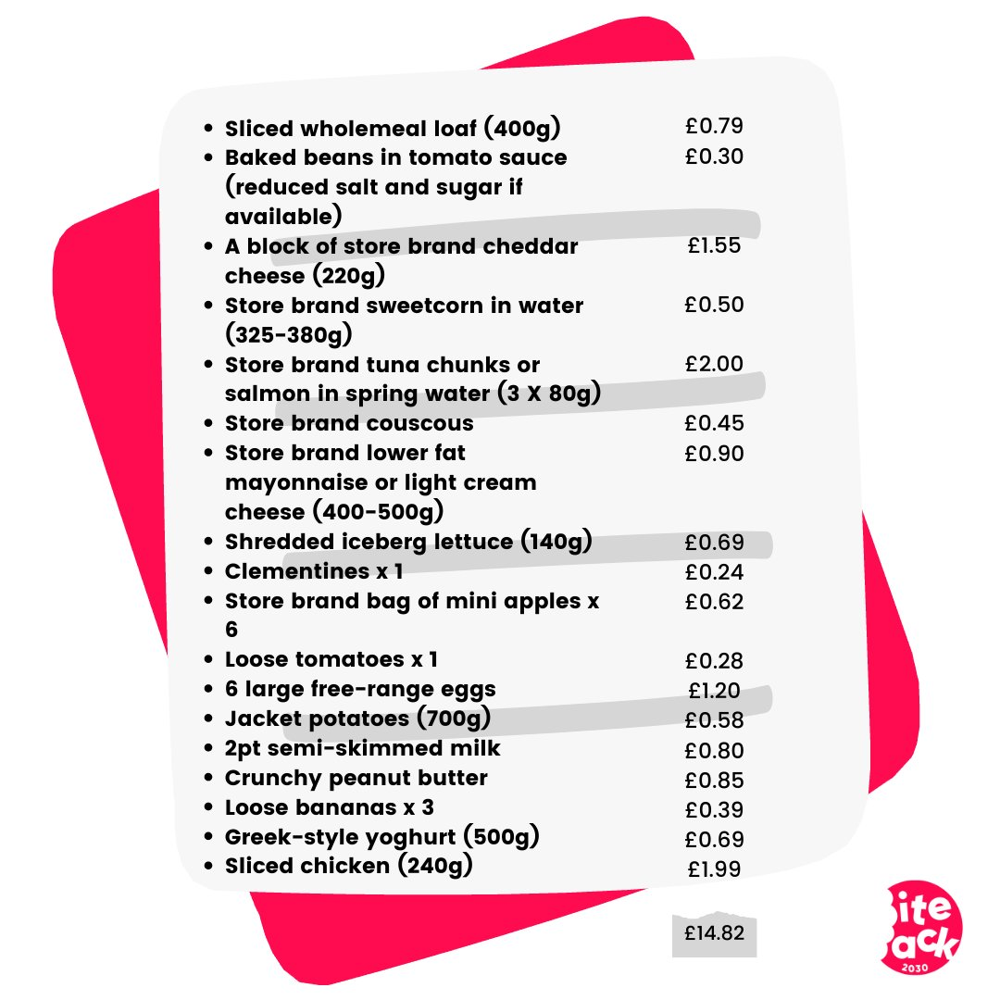 • Sliced wholemeal loaf (400g) £0.79
• Baked beans in tomato sauce £0.30
(reduced salt and sugar if
available)
• A block of store brand cheddar £1.55
cheese (220g)
• Store brand sweetcorn in water £0.50
(325-380g)
• Store brand tuna chunks or £2.00
salmon in spring water (3 X 80g)
• Store brand couscous £0.45
• Store brand lower fat £0.90
mayonnaise or light cream
cheese (400-500g)
• Shredded iceberg lettuce (140g) £0.69
• Clementines x 1 £0.24
• Store brand bag of mini apples x £0.62
6
• Loose tomatoes x 1 £0.28
• 6 large free-range eggs £1.20
• Jacket potatoes (700g) £0.58
• 2pt semi-skimmed milk £0.80
• Crunchy peanut butter £0.85
• Loose bananas x 3 £0.39
• Greek-style yoghurt (500g) £0.69
• Sliced chicken (240g) £1.99
£14.82
Bite
Back
2030